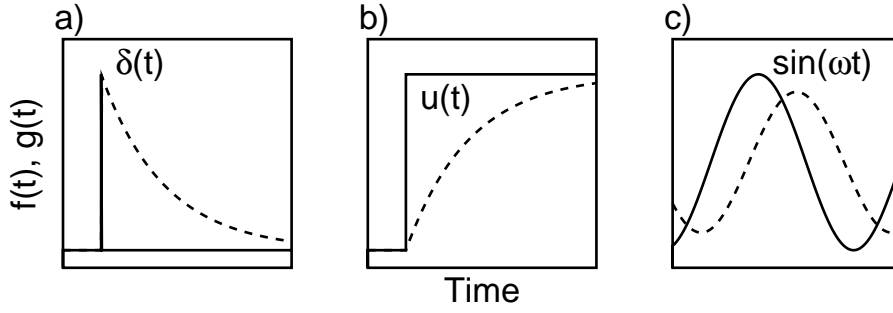 a) b) c)
δ(t) u(t) sin(ωt)
f(t), g(t)
Time